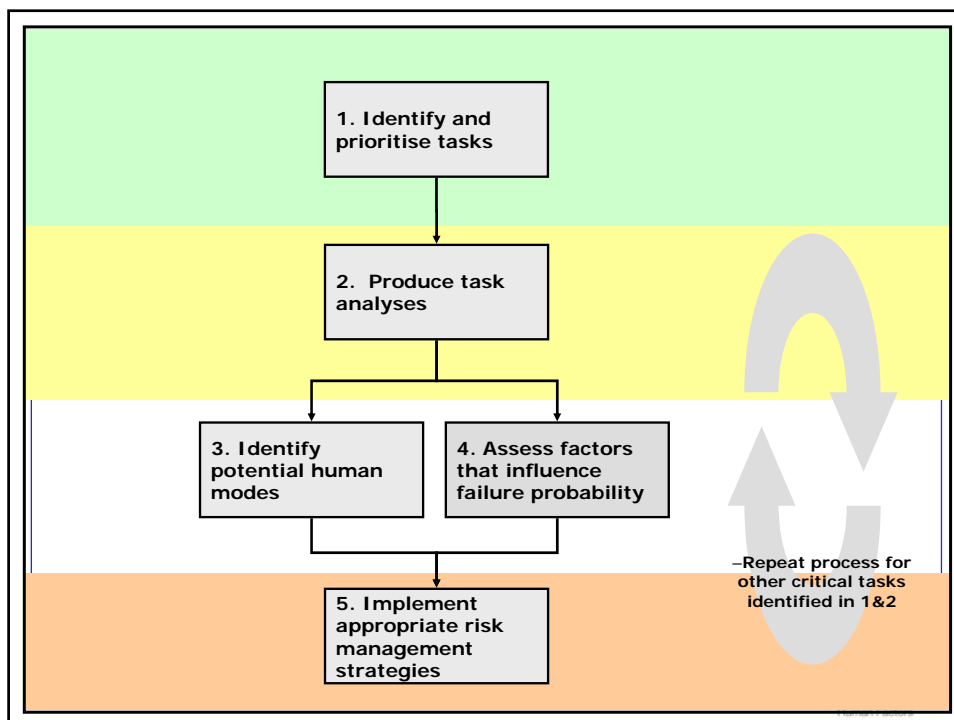 1. Identify and
prioritise tasks
2. Produce task
analyses
3. Identify
potential human
modes
4. Assess factors
that influence
failure probability
–Repeat process for
other critical tasks
identified in 1&2
5. Implement
appropriate risk
management
strategies